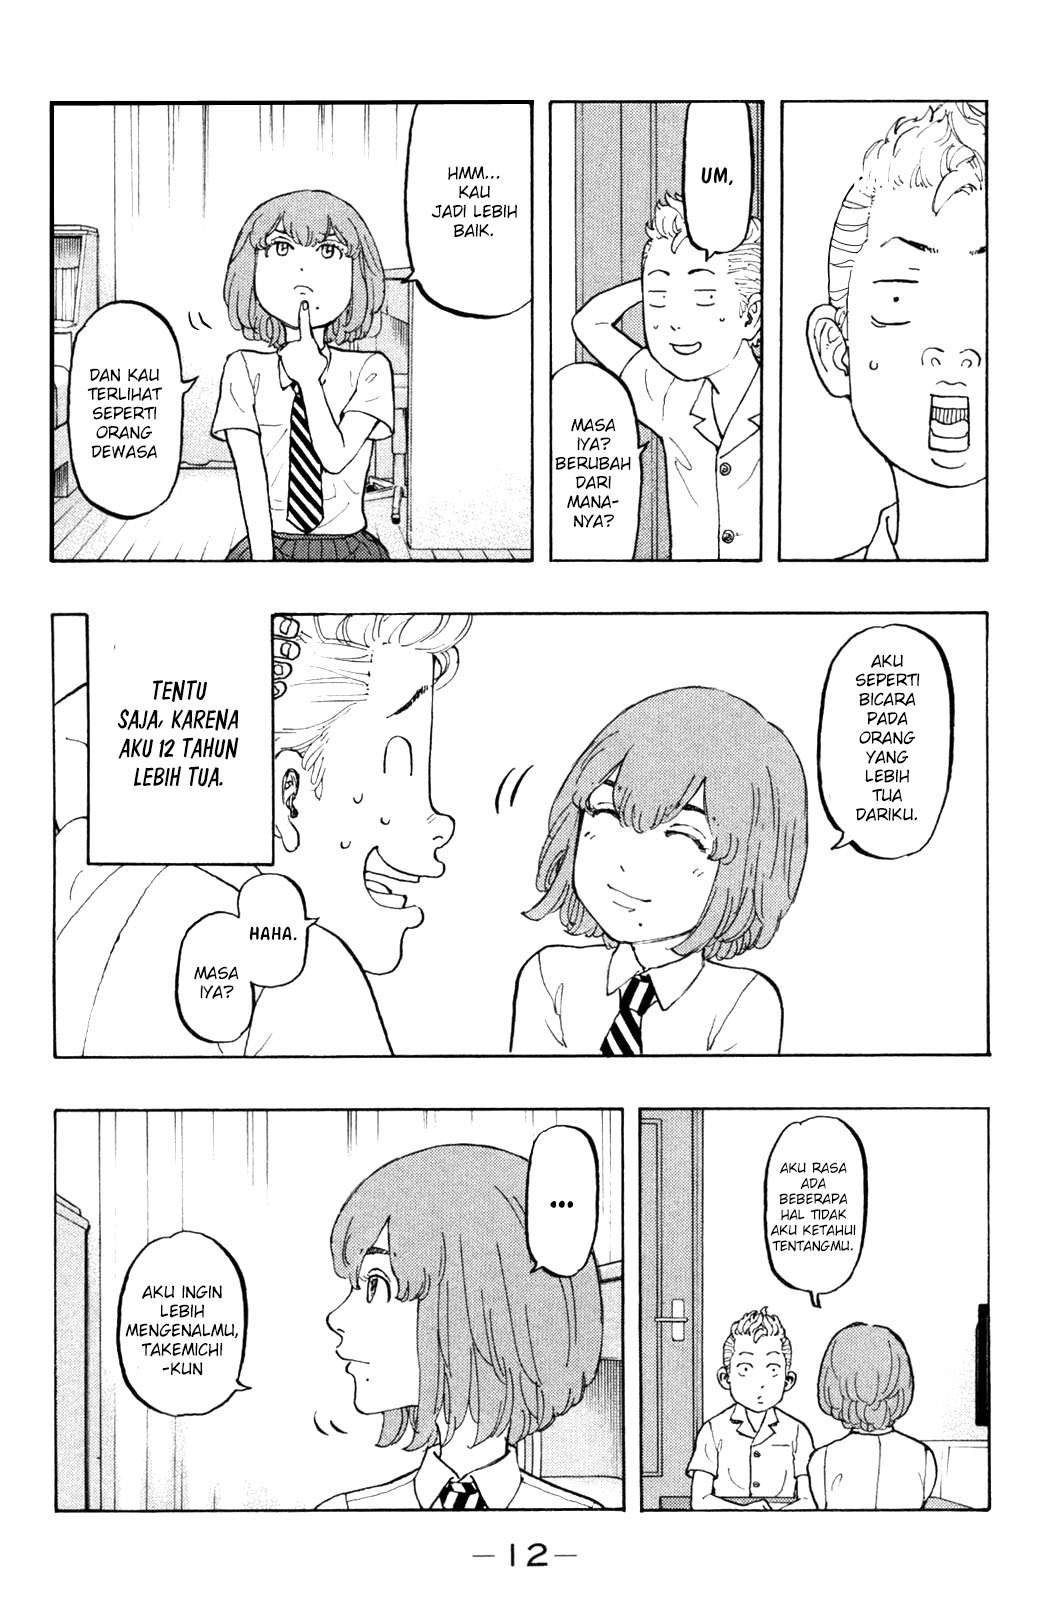 UM,
MASA
IYA?
BERUBAH
DARI
MANA-
NYA?
HMM...
KAU
JADI LEBIH
BAIK.
DAN KAU
TERLIHAT
SEPERTI
ORANG
DEWASA
AKU
SEPERTI
BICARA
PADA
ORANG
YANG
LEBIH
TUA
DARIKU.
HAHA.
MASA
IYA?
TENTU
SAJA, KARENA
AKU 12 TAHUN
LEBIH TUA.
AKU RASA
ADA
BEBERAPA
HAL TIDAK
AKU KETAHUI
TENTANGMU.
...
AKU INGIN
LEBIH
MENGENALMU,
TAKEMICHI
-KUN
—12—